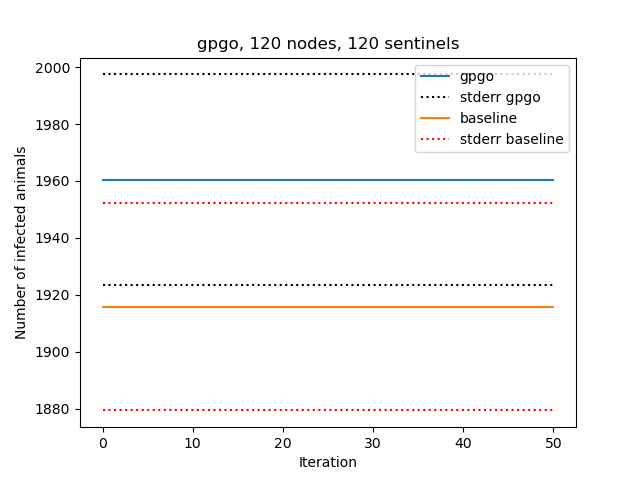 gpgo, 120 nodes, 120 sentinels
2000
1980
1960
1940
1920
1900
1880
Number of infected animals
gpgo
stderr gpgo
baseline
stderr baseline
0 10 20 30 40 50
Iteration